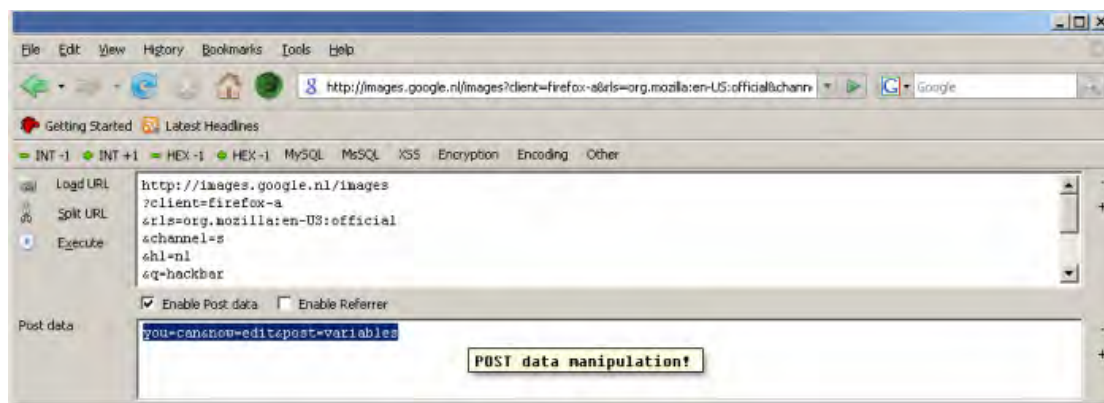 File Edit View History Bookmarks Tools Help
http://images.google.nl/images?client=firefox-a&rls=org.mozilla:en-US:official&chann
G Google
Getting Started Latest Headlines
INT -1 INT +1 HEX -1 HEX -1 MySQL MsSQL XSS Encryption Encoding Other
Load URL
Split URL
Execute
http://images.google.nl/images
?client=firefox-a
&rls=org.mozilla:en-US:official
&channel=s
&hl=nl
&q=hackbar
Enable Post data Enable Referrer
Post data
you=can&now=edit&post=variables
POST data manipulation!